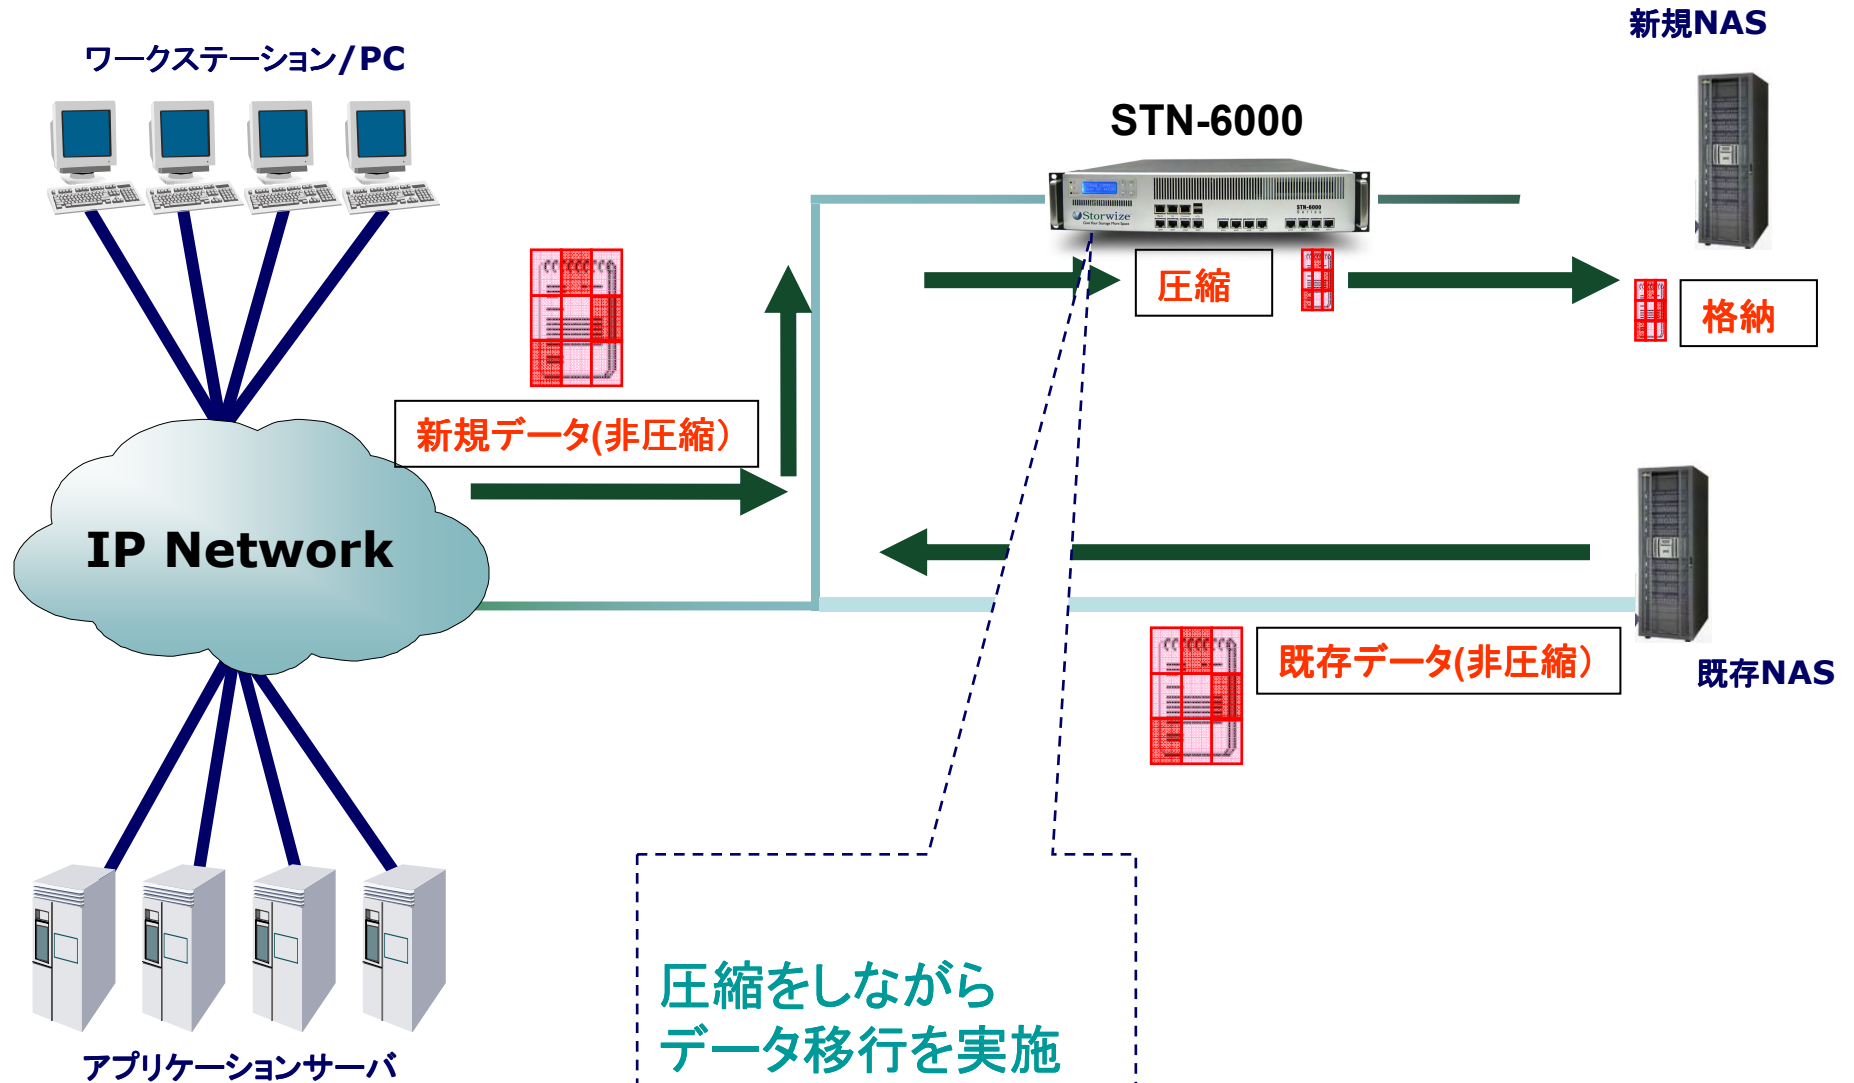 新規NAS
ワークステーション/PC
STN-6000
Storwize
STN-6000
圧縮
格納
新規データ(非圧縮)
IP Network
既存データ(非圧縮)
既存NAS
圧縮をしながら
データ移行を実施
アプリケーションサーバ